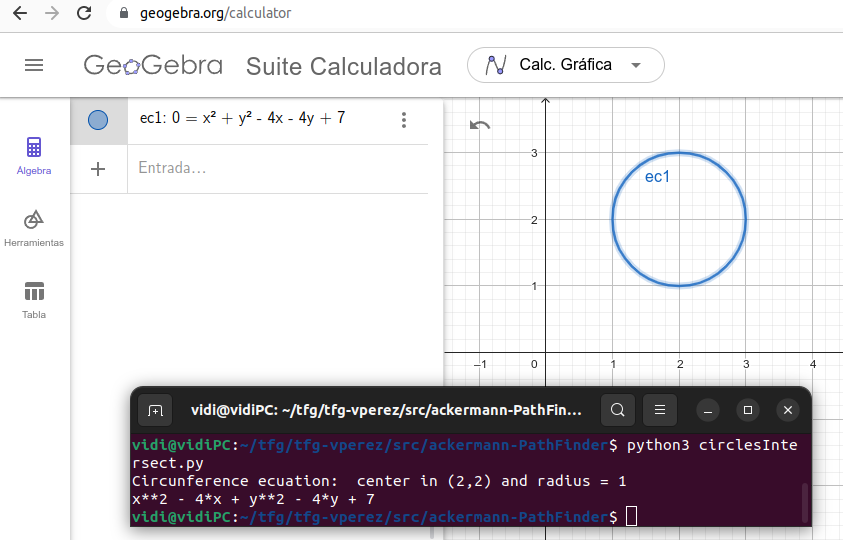 geogebra.org/calculator
GeoGebra Suite Calculadora Calc. Gráfica
ec1: 0 = x² + y² - 4x - 4y + 7
Entrada...
Álgebra
Herramientas
Tabla
ec1
3
2
1
−1 0 1 2 3 4
vidi@vidiPC: ~/tfg/tfg-vperez/src/ackermann-PathFin...
vidi@vidiPC:~/tfg/tfg-vperez/src/ackermann-PathFinder$ python3 circlesInte
rsect.py
Circunference ecuation:  center in (2,2) and radius = 1
x**2 - 4*x + y**2 - 4*y + 7
vidi@vidiPC:~/tfg/tfg-vperez/src/ackermann-PathFinder$